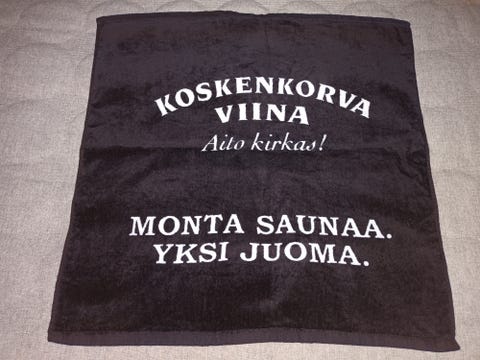 KOSKENKORVA
VIINA
Aito kirkas!
MONTA SAUNAA.
YKSI JUOMA.